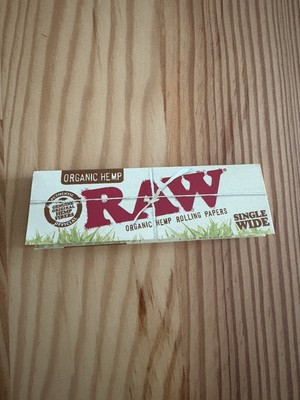 ORGANIC HEMP
RAW
ORGANIC HEMP ROLLING PAPERS
SINGLE
WIDE